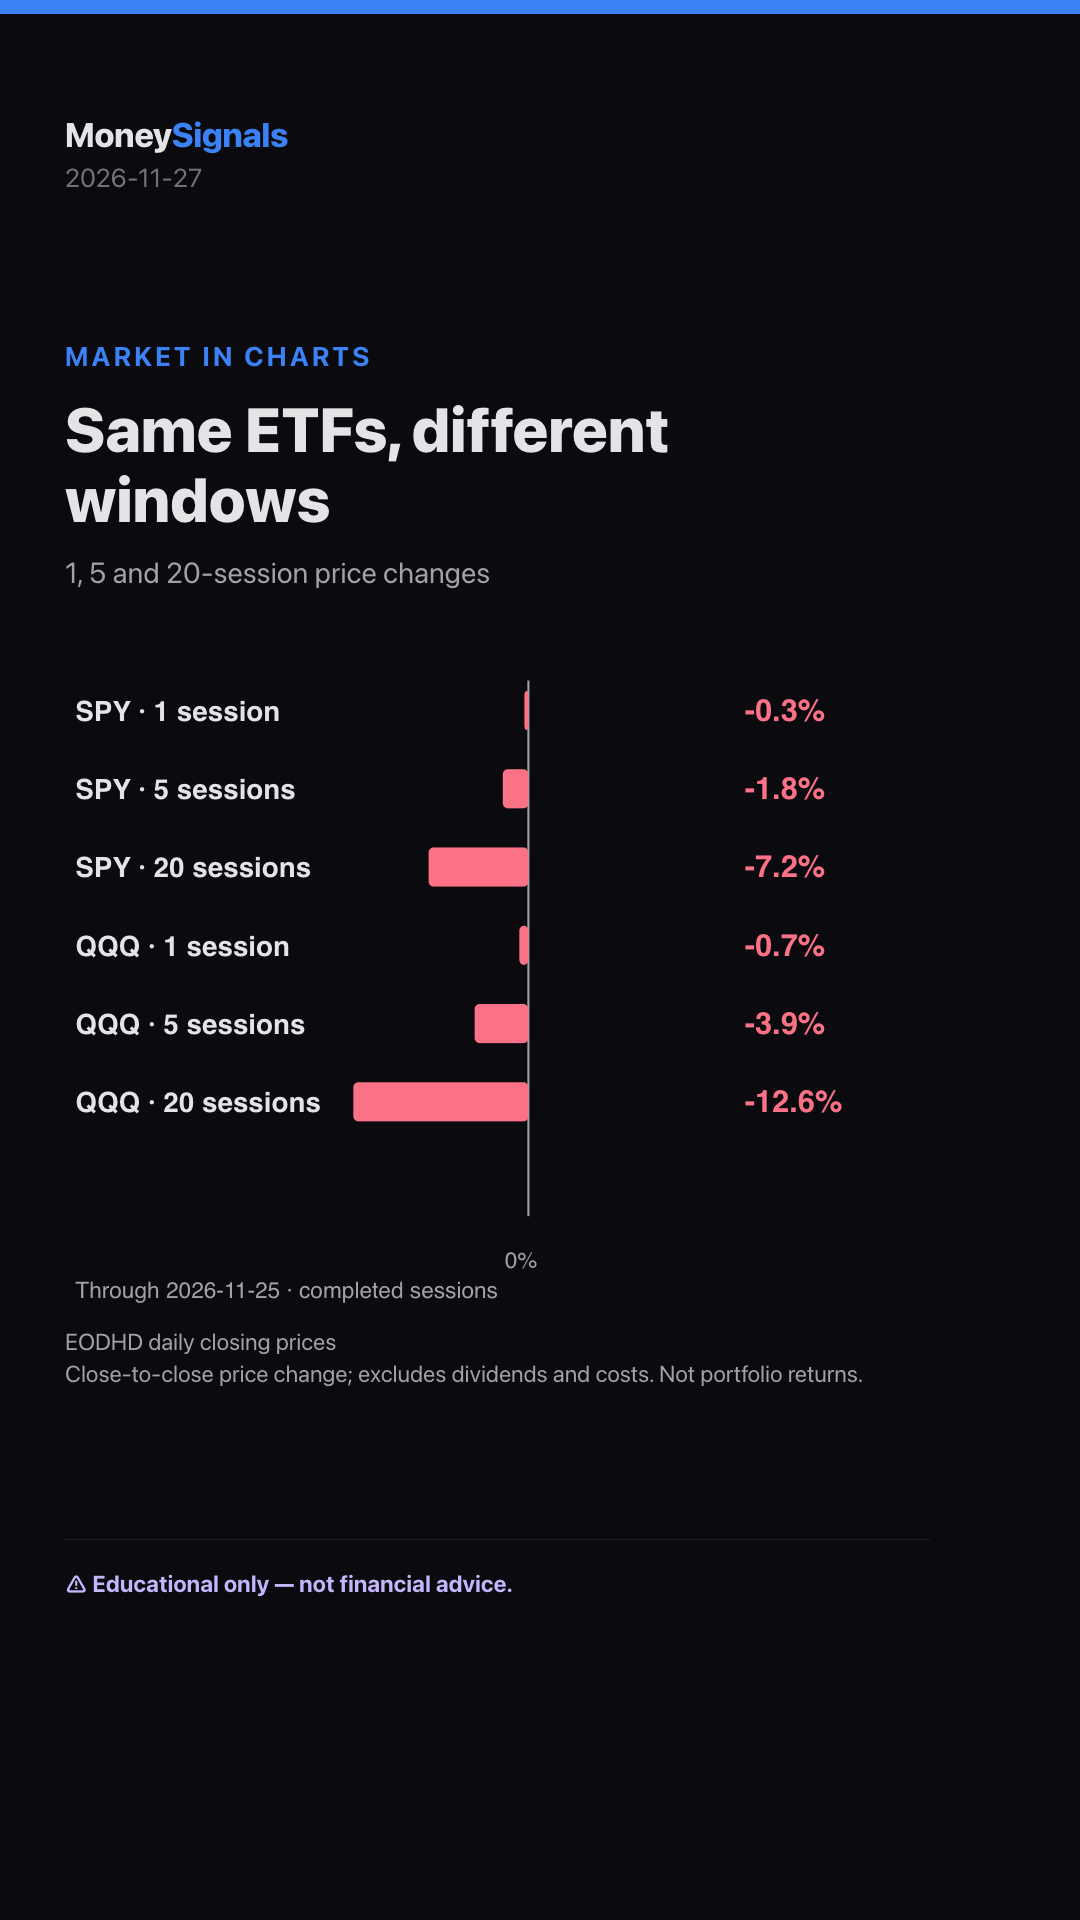 MoneySignals
2026-11-27
MARKET IN CHARTS
Same ETFs, different
windows
1, 5 and 20-session price changes
SPY · 1 session -0.3%
SPY · 5 sessions -1.8%
SPY · 20 sessions -7.2%
QQQ · 1 session -0.7%
QQQ · 5 sessions -3.9%
QQQ · 20 sessions -12.6%
0%
Through 2026-11-25 · completed sessions
EODHD daily closing prices
Close-to-close price change; excludes dividends and costs. Not portfolio returns.
⚠ Educational only — not financial advice.